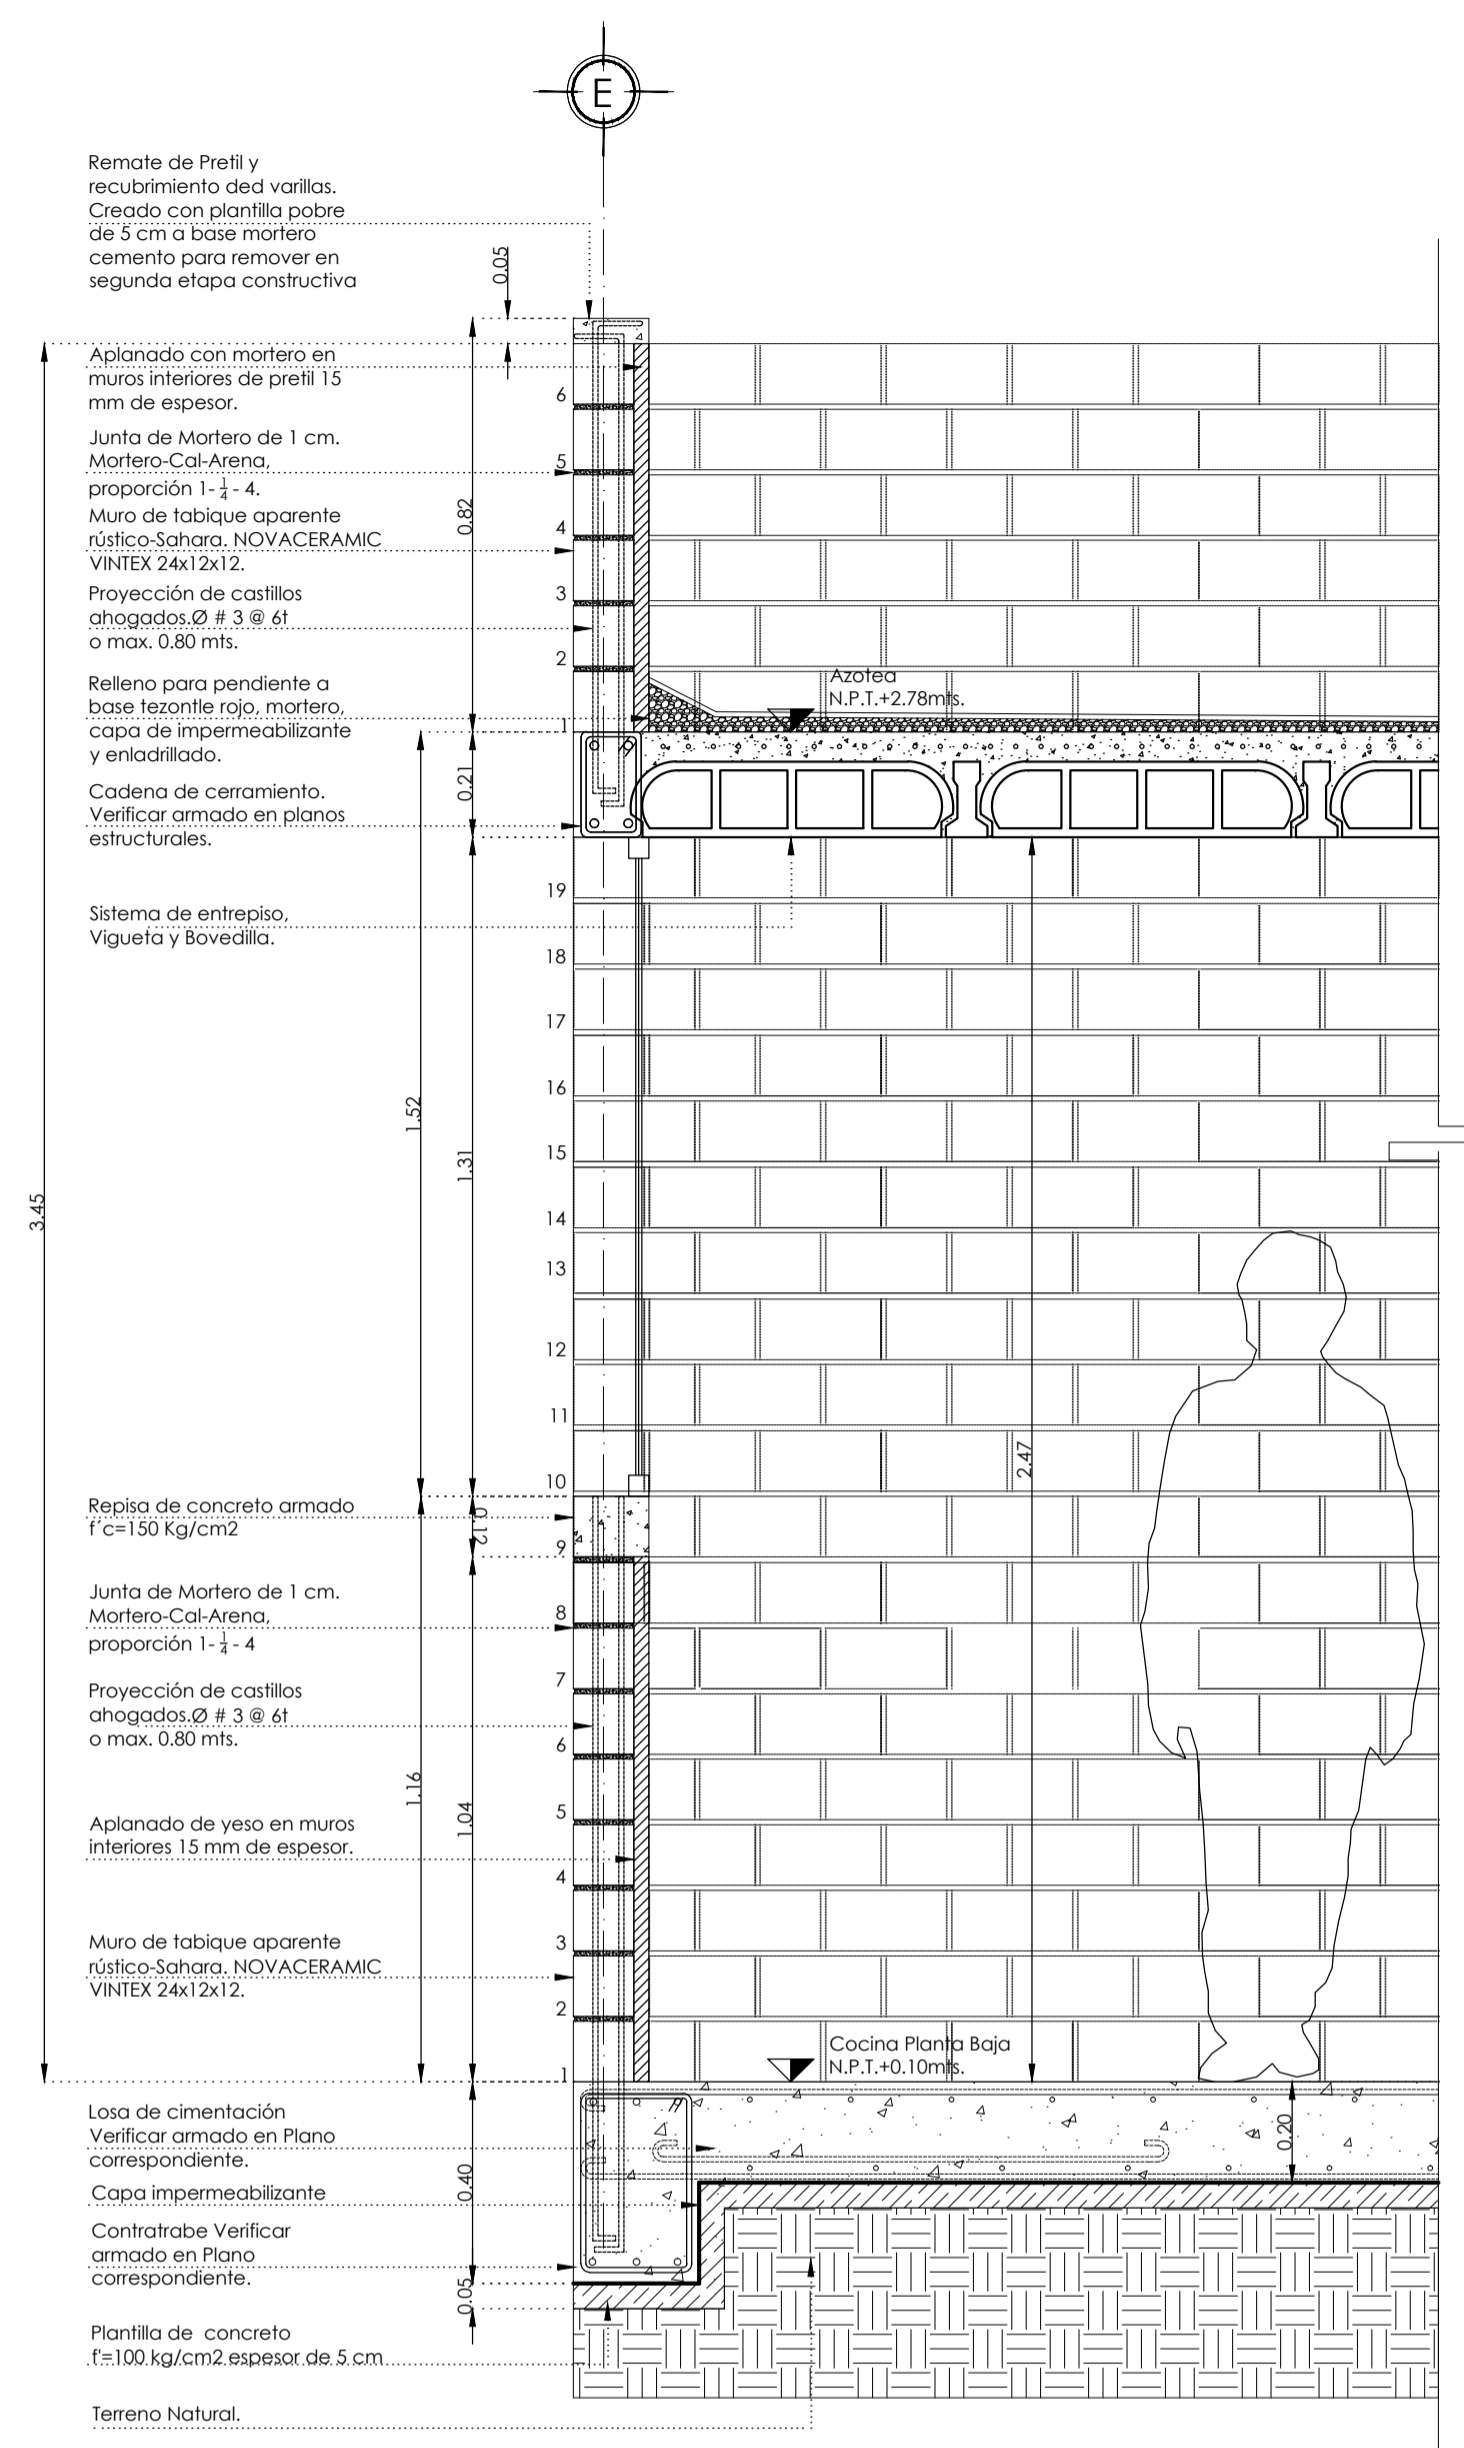 E
Remate de Pretil y
recubrimiento ded varillas.
Creado con plantilla pobre
de 5 cm a base mortero
cemento para remover en
segunda etapa constructiva
0.05
Aplanado con mortero en
muros interiores de pretil 15
mm de espesor.
6
Junta de Mortero de 1 cm.
Mortero-Cal-Arena,
proporción 1- 1/4 - 4.
5
0.82
Muro de tabique aparente
rústico-Sahara. NOVACERAMIC
VINTEX 24x12x12.
4
Proyección de castillos
ahogados.Ø # 3 @ 6t
o max. 0.80 mts.
3
2
Relleno para pendiente a
base tezontle rojo, mortero,
capa de impermeabilizante
y enladrillado.
1
Azotea
N.P.T.+2.78mts.
0.21
Cadena de cerramiento.
Verificar armado en planos
estructurales.
19
Sistema de entrepiso,
Vigueta y Bovedilla.
18
17
16
1.52
15
1.31
3.45
14
13
12
11
2.47
10
Repisa de concreto armado
f´c=150 Kg/cm2
0.12
9
Junta de Mortero de 1 cm.
Mortero-Cal-Arena,
proporción 1- 1/4 - 4
8
7
Proyección de castillos
ahogados.Ø # 3 @ 6t
o max. 0.80 mts.
6
1.16
1.04
5
Aplanado de yeso en muros
interiores 15 mm de espesor.
4
Muro de tabique aparente
rústico-Sahara. NOVACERAMIC
VINTEX 24x12x12.
3
2
1
Cocina Planta Baja
N.P.T.+0.10mts.
Losa de cimentación
Verificar armado en Plano
correspondiente.
0.20
0.40
Capa impermeabilizante
Contratrabe Verificar
armado en Plano
correspondiente.
0.05
Plantilla de concreto
f'=100 kg/cm2 espesor de 5 cm
Terreno Natural.